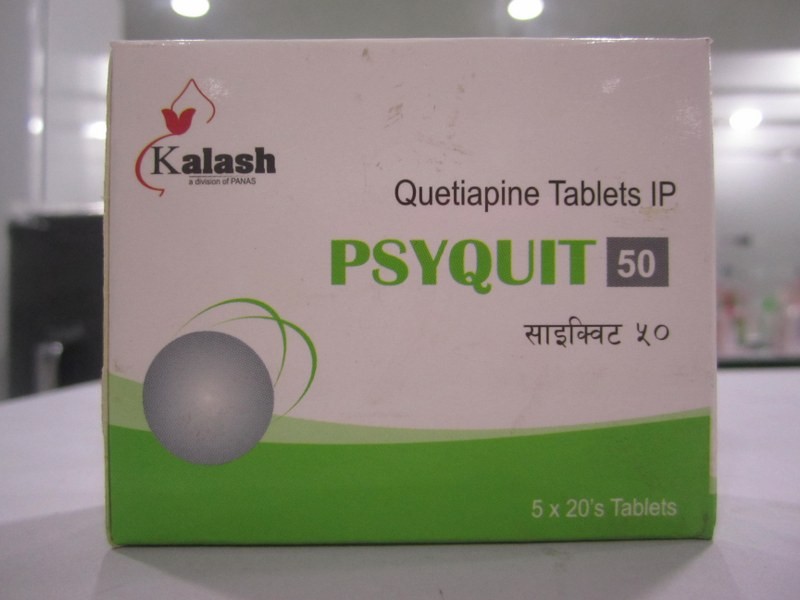 Kalash
a division of PANAS
Quetiapine Tablets IP
PSYQUIT 50
साइक्विट ५०
5 x 20's Tablets